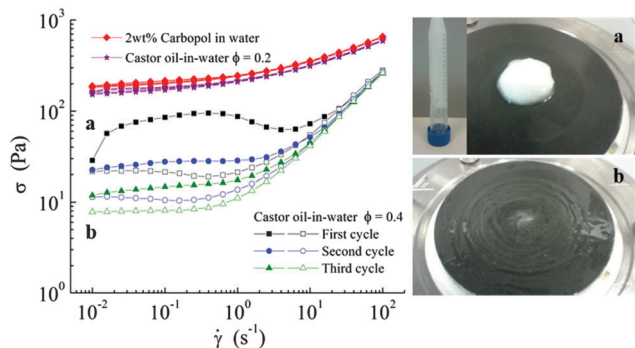 2wt% Carbopol in water
Castor oil-in-water ϕ = 0.2
a
b
Castor oil-in-water ϕ = 0.4
First cycle
Second cycle
Third cycle
10³
10²
10¹
10⁰
σ (Pa)
10⁻² 10⁻¹ 10⁰ 10¹ 10²
γ̇ (s⁻¹)
a
b